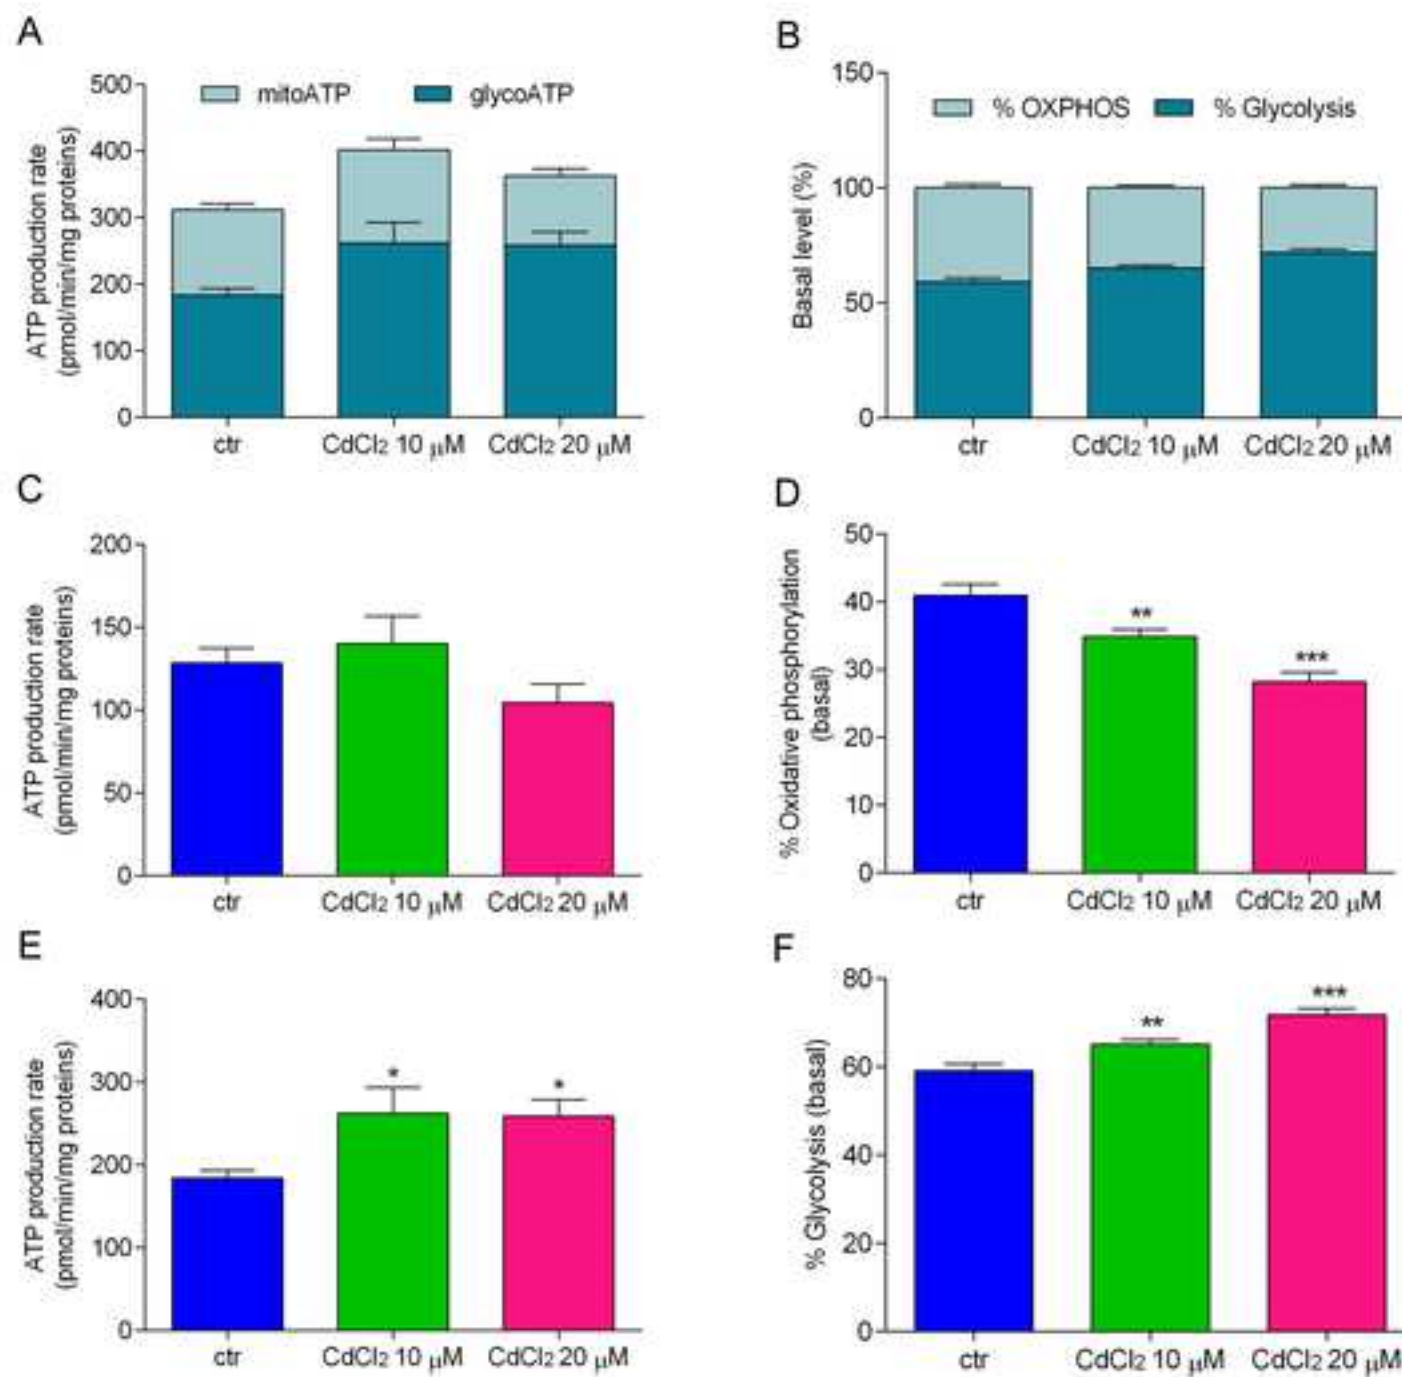 A
ATP production rate
(pmol/min/mg proteins)
500
400
300
200
100
0
mitoATP
glycoATP
ctr
CdCl2 10 μM
CdCl2 20 μM
B
Basal level (%)
150
100
50
0
% OXPHOS
% Glycolysis
ctr
CdCl2 10 μM
CdCl2 20 μM
C
ATP production rate
(pmol/min/mg proteins)
200
150
100
50
0
ctr
CdCl2 10 μM
CdCl2 20 μM
D
% Oxidative phosphorylation
(basal)
50
40
30
20
10
0
**
***
ctr
CdCl2 10 μM
CdCl2 20 μM
E
ATP production rate
(pmol/min/mg proteins)
400
300
200
100
0
*
*
ctr
CdCl2 10 μM
CdCl2 20 μM
F
% Glycolysis (basal)
80
60
40
20
0
**
***
ctr
CdCl2 10 μM
CdCl2 20 μM